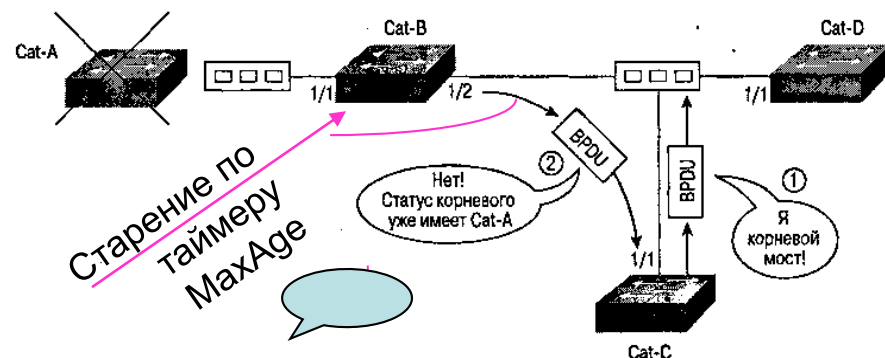 Cat-A
Cat-B
Cat-D
1/1
1/2
1/1
BPDU
②
Нет!
Статус корневого
уже имеет Cat-A
BPDU
①
Я
корневой
мост!
Старение по
таймеру
MaxAge
1/1
Cat-C